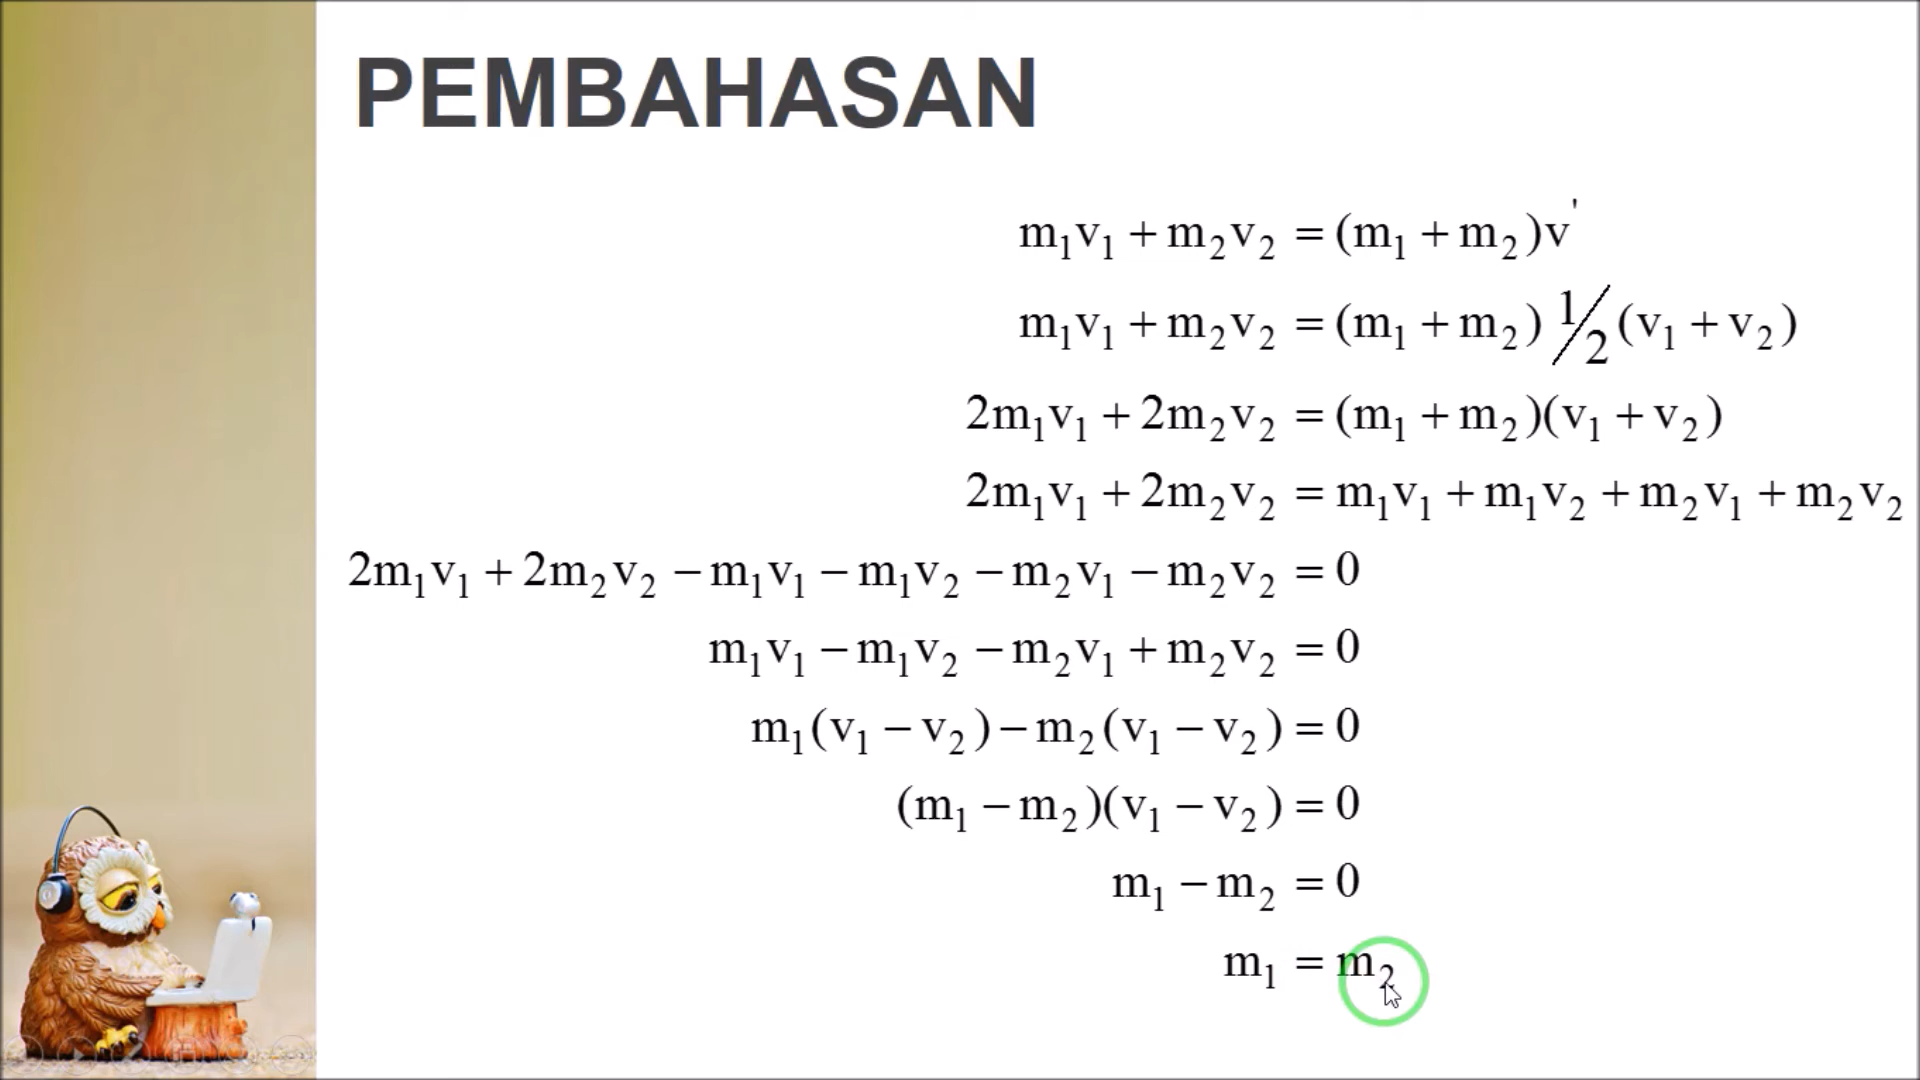 PEMBAHASAN
m₁v₁ + m₂v₂ = (m₁ + m₂)v'
m₁v₁ + m₂v₂ = (m₁ + m₂) 1/2 (v₁ + v₂)
2m₁v₁ + 2m₂v₂ = (m₁ + m₂)(v₁ + v₂)
2m₁v₁ + 2m₂v₂ = m₁v₁ + m₁v₂ + m₂v₁ + m₂v₂
2m₁v₁ + 2m₂v₂ − m₁v₁ − m₁v₂ − m₂v₁ − m₂v₂ = 0
m₁v₁ − m₁v₂ − m₂v₁ + m₂v₂ = 0
m₁(v₁ − v₂) − m₂(v₁ − v₂) = 0
(m₁ − m₂)(v₁ − v₂) = 0
m₁ − m₂ = 0
m₁ = m₂